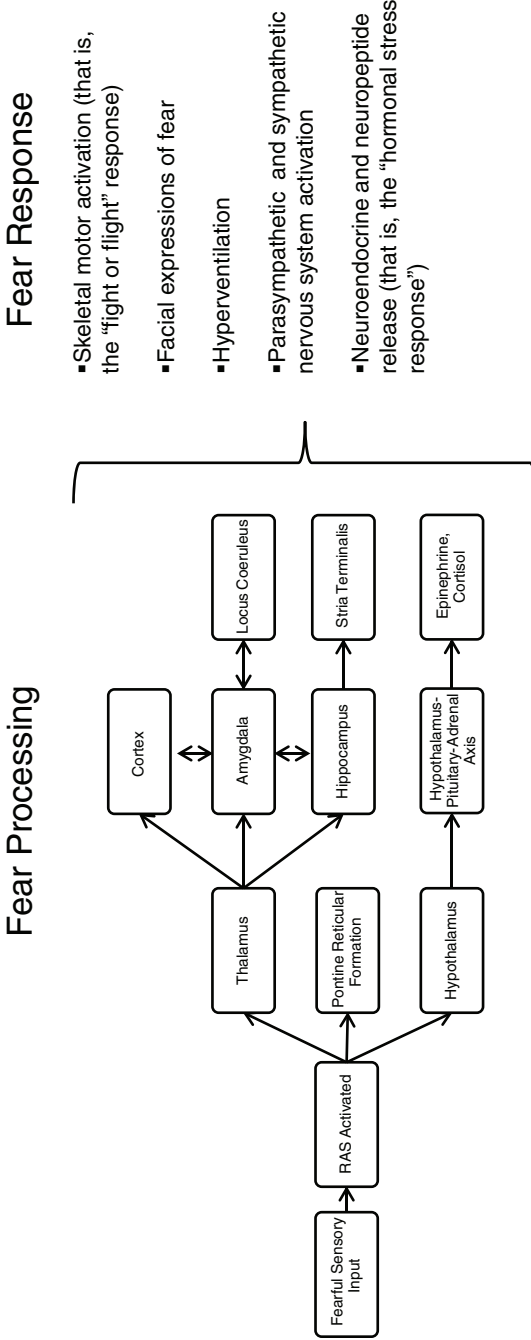 Fear Processing
Fearful Sensory
Input
RAS Activated
Thalamus
Pontine Reticular
Formation
Hypothalamus
Cortex
Amygdala
Hippocampus
Hypothalamus-
Pituitary-Adrenal
Axis
Locus Coeruleus
Stria Terminalis
Epinephrine,
Cortisol
Fear Response
▪Skeletal motor activation (that is,
the “fight or flight” response)
▪Facial expressions of fear
▪Hyperventilation
▪Parasympathetic and sympathetic
nervous system activation
▪Neuroendocrine and neuropeptide
release (that is, the “hormonal stress
response”)